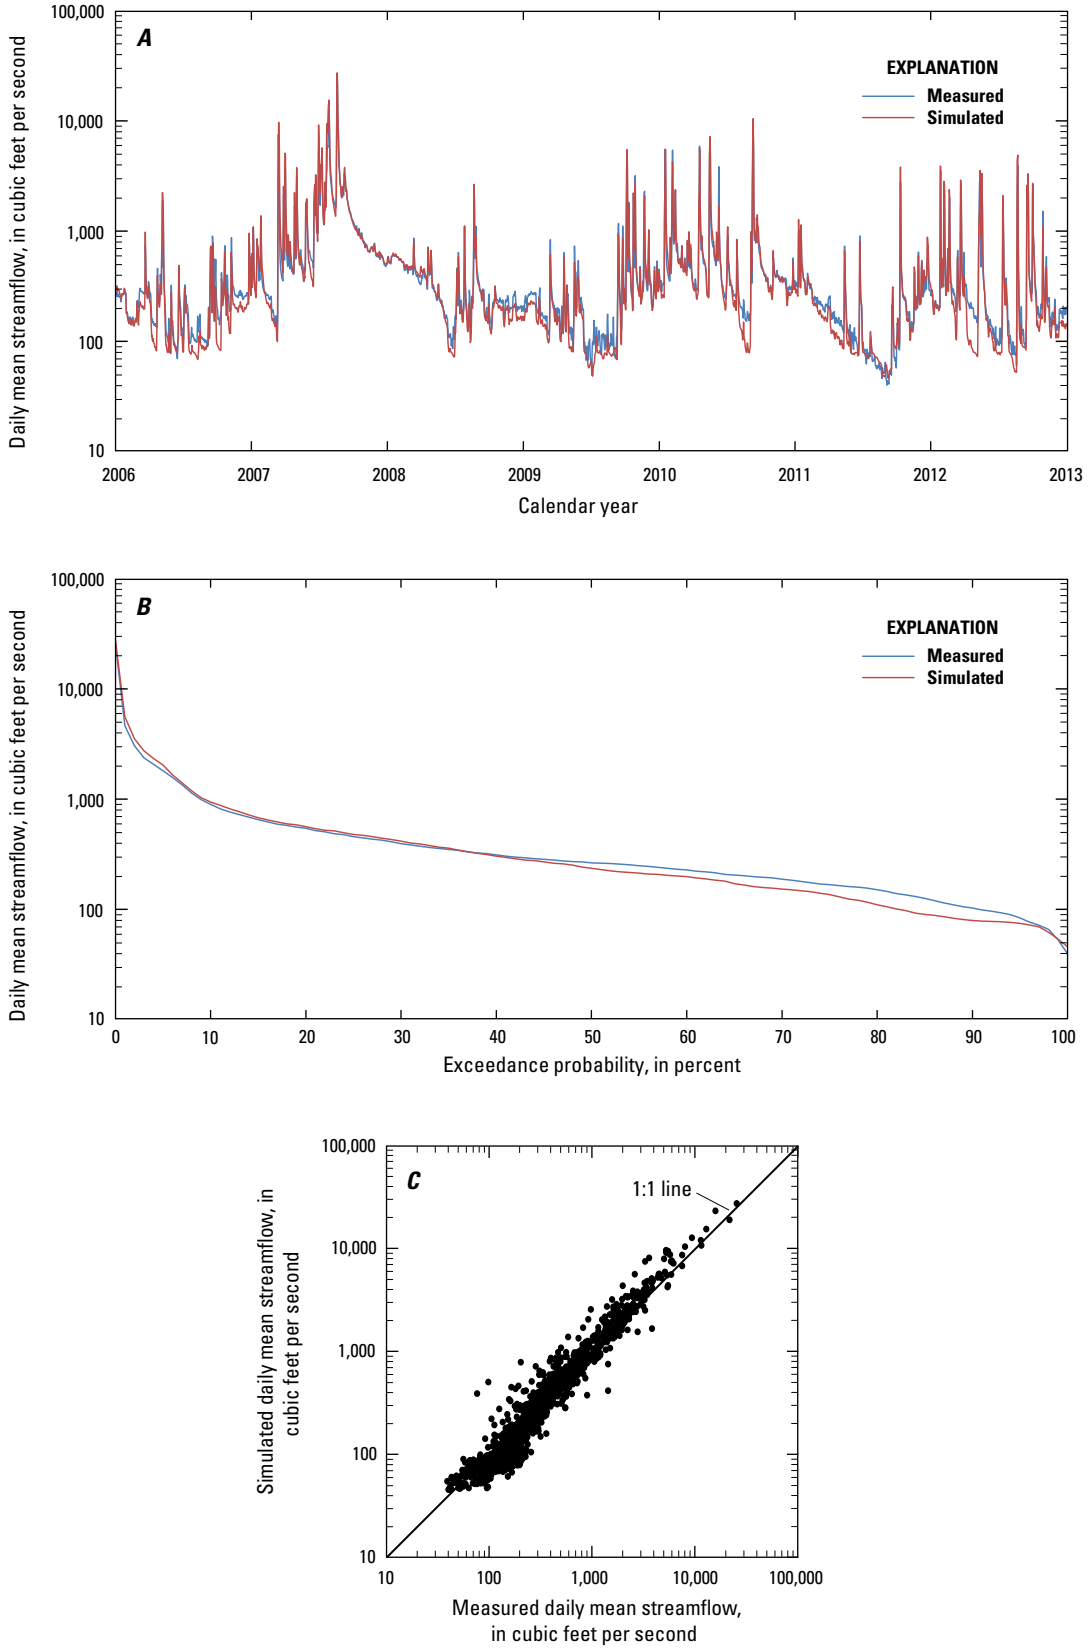 A
Daily mean streamflow, in cubic feet per second
100,000
10,000
1,000
100
10
EXPLANATION
Measured
Simulated
2006 2007 2008 2009 2010 2011 2012 2013
Calendar year
B
Daily mean streamflow, in cubic feet per second
100,000
10,000
1,000
100
10
EXPLANATION
Measured
Simulated
0 10 20 30 40 50 60 70 80 90 100
Exceedance probability, in percent
C
Simulated daily mean streamflow, in
cubic feet per second
100,000
10,000
1,000
100
10
1:1 line
10 100 1,000 10,000 100,000
Measured daily mean streamflow,
in cubic feet per second